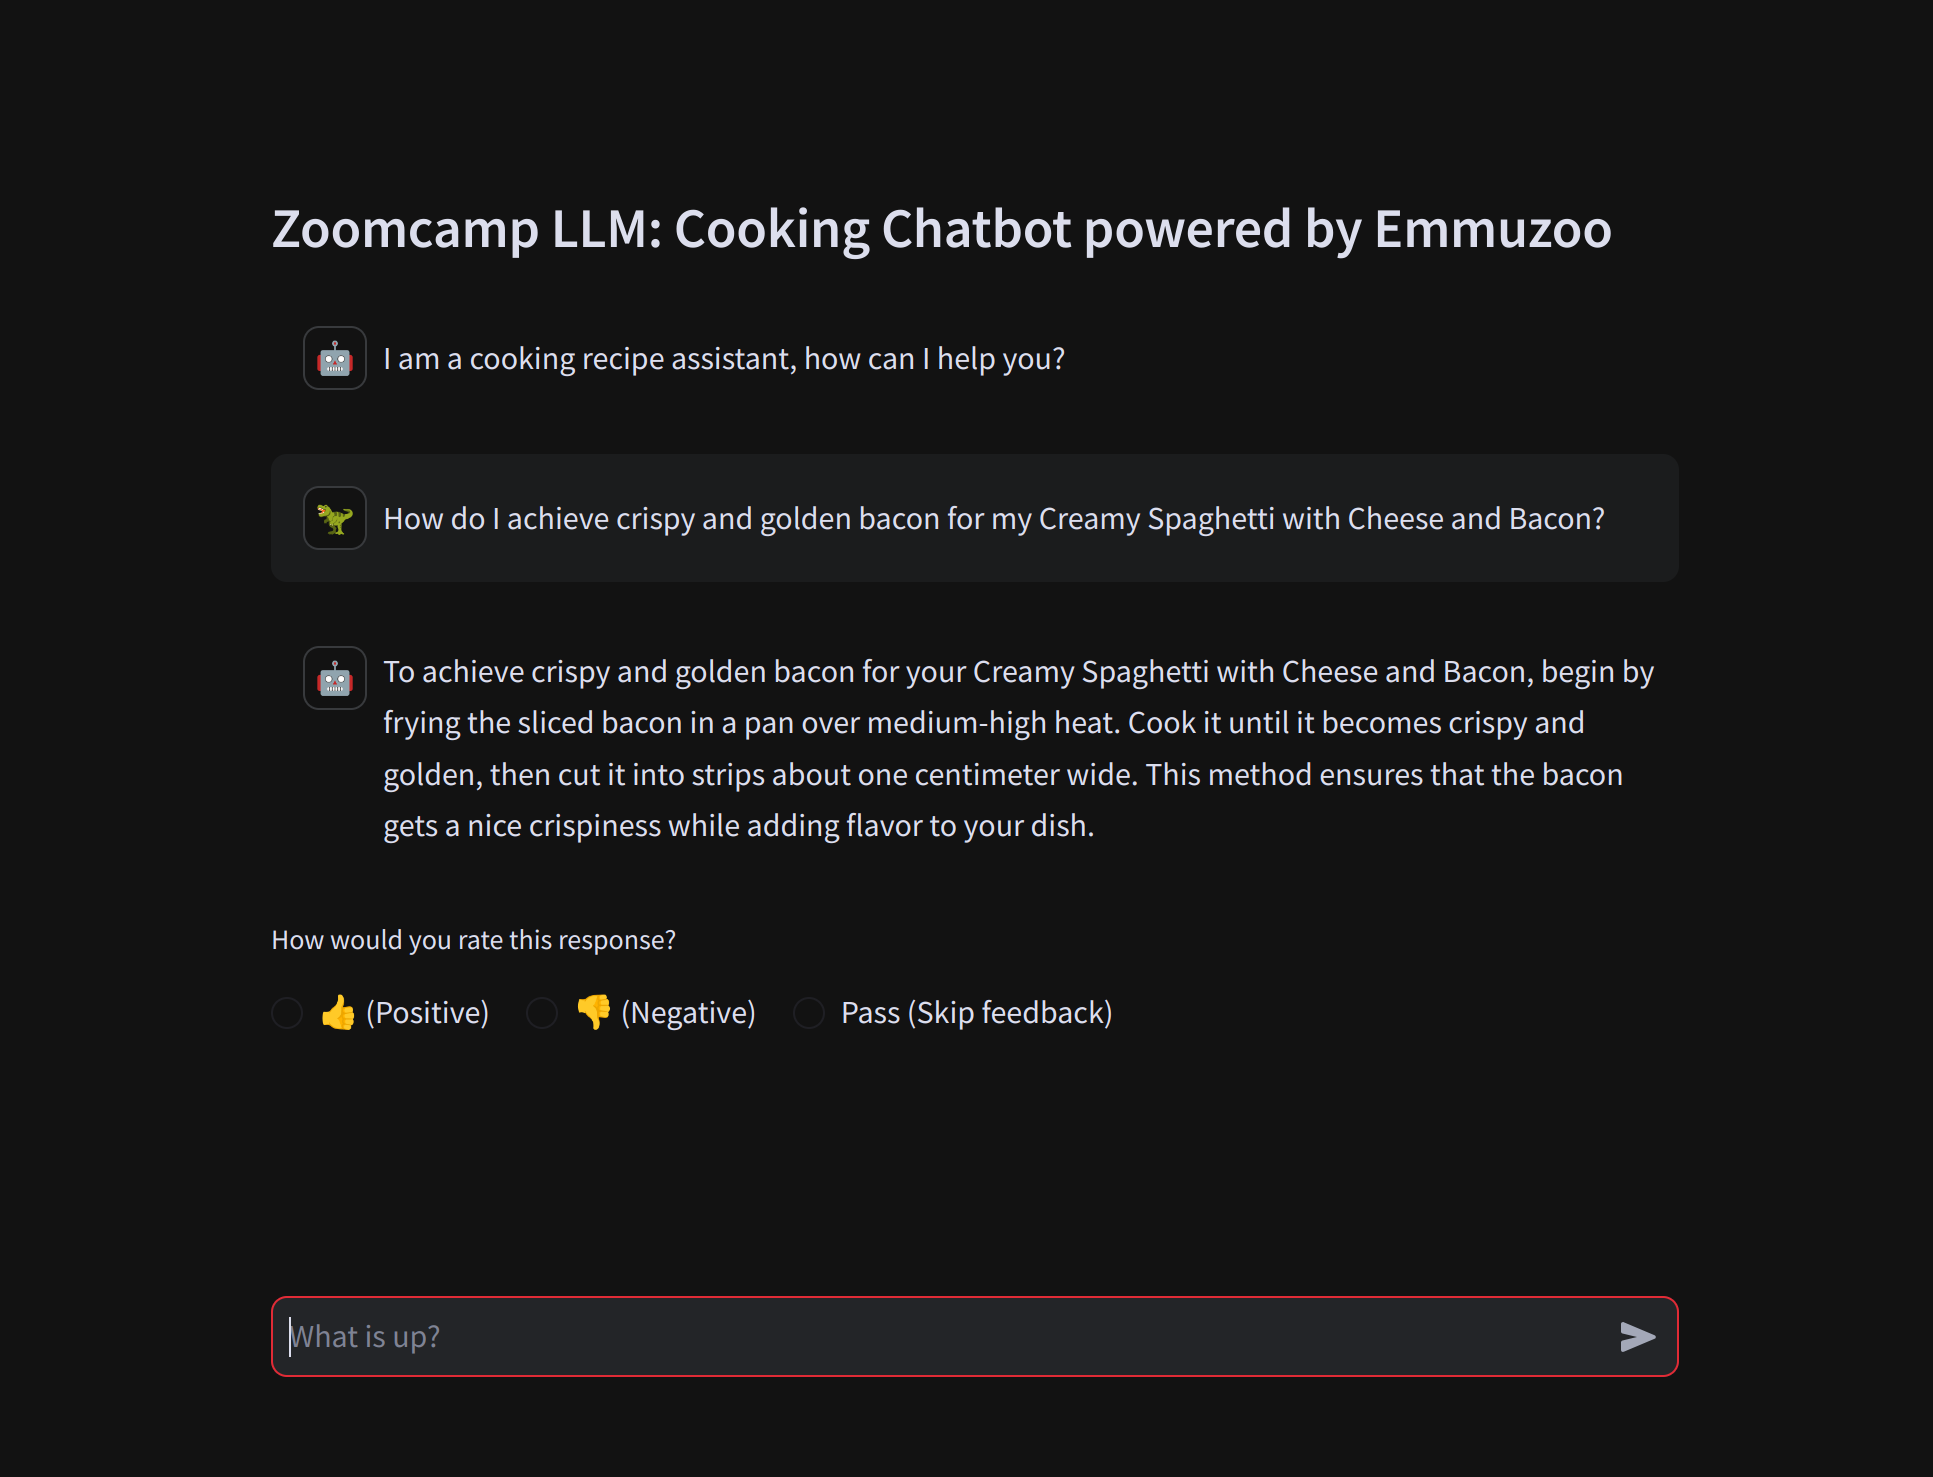 Zoomcamp LLM: Cooking Chatbot powered by Emmuzoo
I am a cooking recipe assistant, how can I help you?
How do I achieve crispy and golden bacon for my Creamy Spaghetti with Cheese and Bacon?
To achieve crispy and golden bacon for your Creamy Spaghetti with Cheese and Bacon, begin by
frying the sliced bacon in a pan over medium-high heat. Cook it until it becomes crispy and
golden, then cut it into strips about one centimeter wide. This method ensures that the bacon
gets a nice crispiness while adding flavor to your dish.
How would you rate this response?
👍 (Positive) 👎 (Negative) Pass (Skip feedback)
What is up?